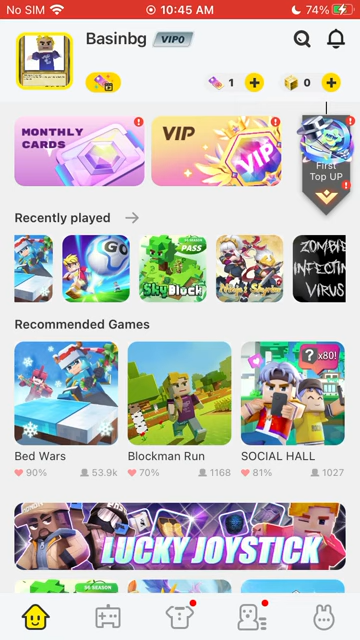 No SIM
10:45 AM
74%
Basinbg
VIP0
1
0
MONTHLY
CARDS
VIP
VIP
First
Top UP
Recently played
GO
PASS
SkyBlock
ZOMBIE
INFECTING
VIRUS
Recommended Games
? x80!
Bed Wars
Blockman Run
SOCIAL HALL
90%
53.9k
70%
1168
81%
1027
LUCKY JOYSTICK